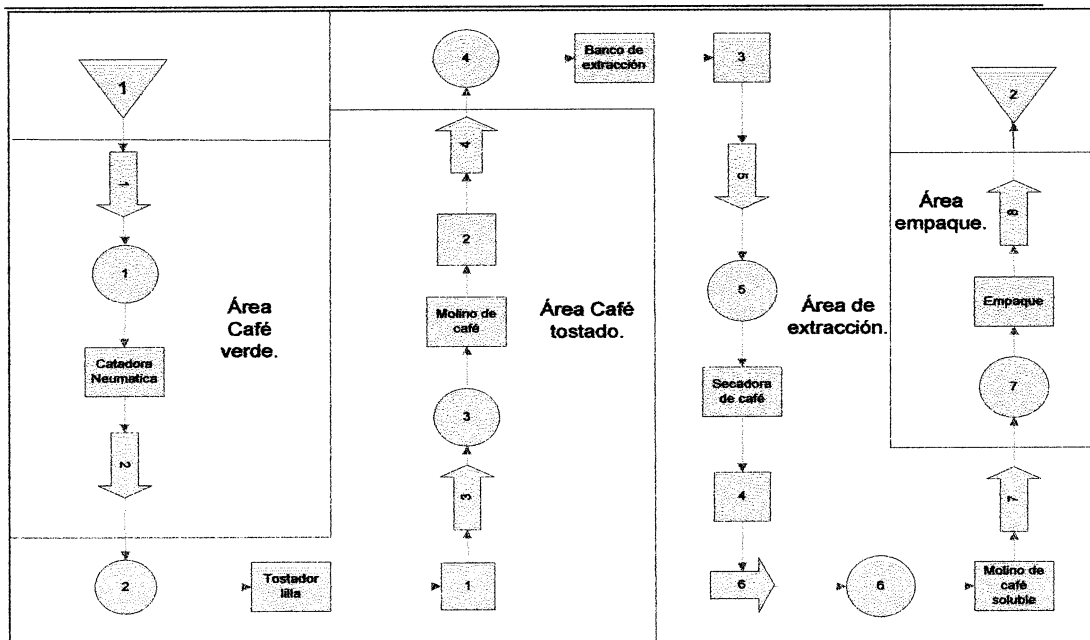 1
1
1
Catadora
Neumatica
2
2
Área
Café
verde.
Tostador
lilla
1
3
3
Molino de
café
2
4
4
Área Café
tostado.
Banco de
extracción
3
5
5
Secadora
de café
4
6
6
Área de
extracción.
Molino de
café
soluble
7
7
Empaque
8
2
Área
empaque.